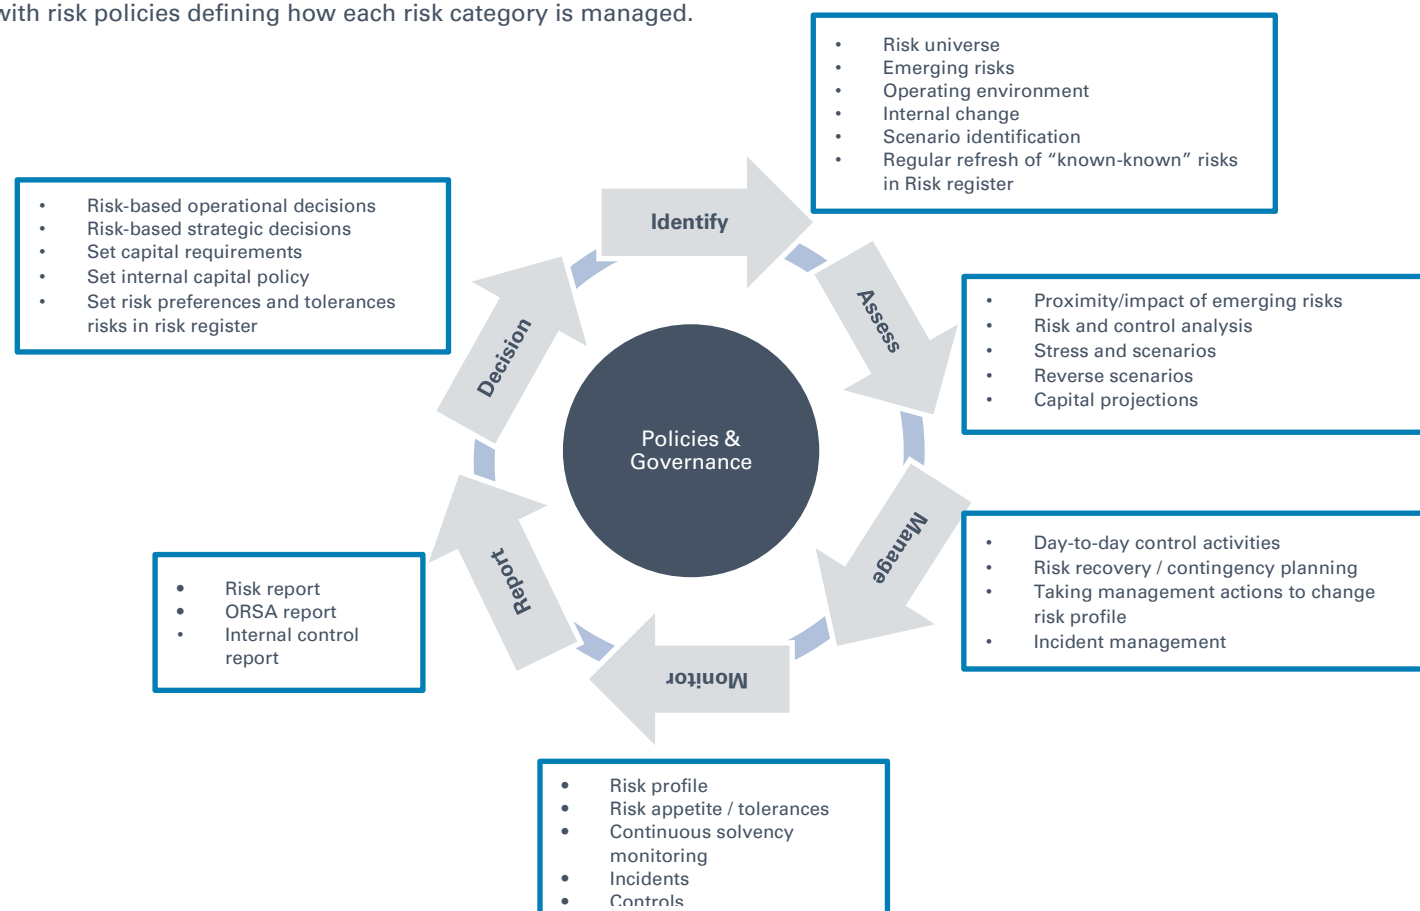 with risk policies defining how each risk category is managed.
• Risk universe
• Emerging risks
• Operating environment
• Internal change
• Scenario identification
• Regular refresh of “known-known” risks
in Risk register
Identify
• Risk-based operational decisions
• Risk-based strategic decisions
• Set capital requirements
• Set internal capital policy
• Set risk preferences and tolerances
risks in risk register
Decision
Assess
• Proximity/impact of emerging risks
• Risk and control analysis
• Stress and scenarios
• Reverse scenarios
• Capital projections
Policies &
Governance
Manage
• Day-to-day control activities
• Risk recovery / contingency planning
• Taking management actions to change
risk profile
• Incident management
Report
• Risk report
• ORSA report
• Internal control
report
Monitor
• Risk profile
• Risk appetite / tolerances
• Continuous solvency
monitoring
• Incidents
• Controls